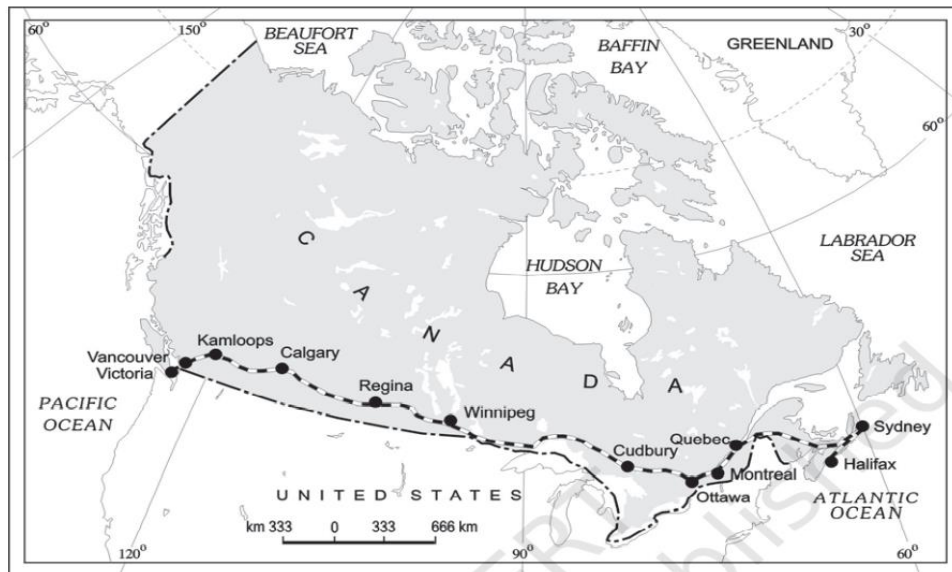 60°
150°
BEAUFORT
SEA
BAFFIN
BAY
GREENLAND
30°
60°
LABRADOR
SEA
HUDSON
BAY
C A N A D A
Kamloops
Vancouver
Calgary
Victoria
Regina
PACIFIC
OCEAN
Winnipeg
Quebec
Sydney
Cudbury
Montreal
Halifax
Ottawa
UNITED STATES
ATLANTIC
OCEAN
km 333 0 333 666 km
120°
90°
60°